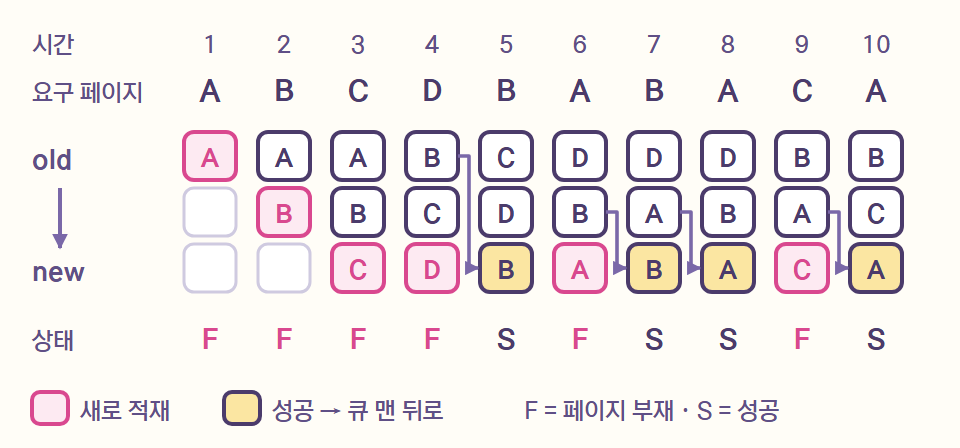 시간 1 2 3 4 5 6 7 8 9 10
요구 페이지 A B C D B A B A C A
old A A A B C D D D B B
B B C D B A B A C
new C D B A B A C A
상태 F F F F S F S S F S
새로 적재 성공 → 큐 맨 뒤로 F = 페이지 부재 · S = 성공